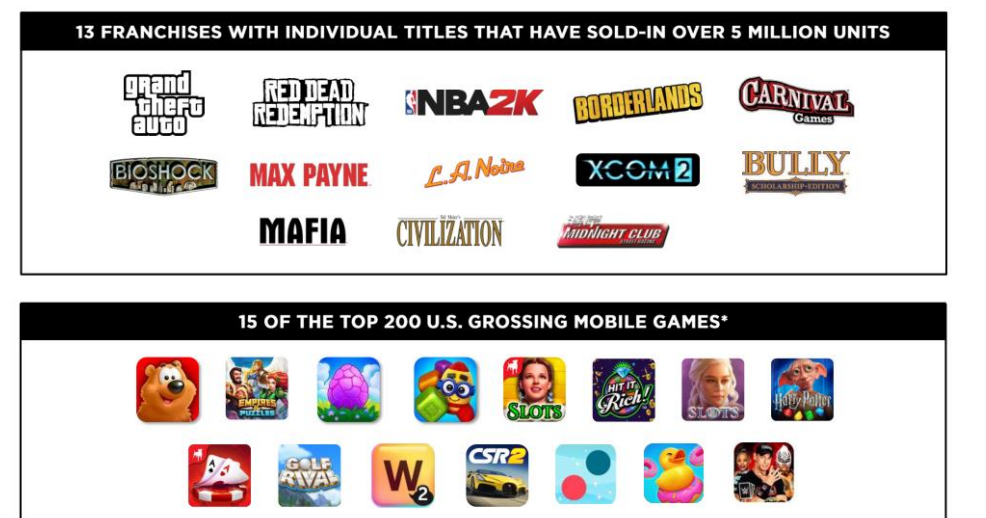 13 FRANCHISES WITH INDIVIDUAL TITLES THAT HAVE SOLD-IN OVER 5 MILLION UNITS
grand
theft
auto
RED DEAD
REDEMPTION
NBA2K
BORDERLANDS
CARNIVAL
Games
BIOSHOCK
MAX PAYNE
L.A. Noire
XCOM 2
BULLY
SCHOLARSHIP-EDITION
MAFIA
Sid Meier's
CIVILIZATION
MIDNIGHT CLUB
15 OF THE TOP 200 U.S. GROSSING MOBILE GAMES*
EMPIRES
PUZZLES
SLOTS
HIT IT
Rich!
SLOTS
Harry Potter
A
A
GOLF
RIVAL
W
2
CSR2